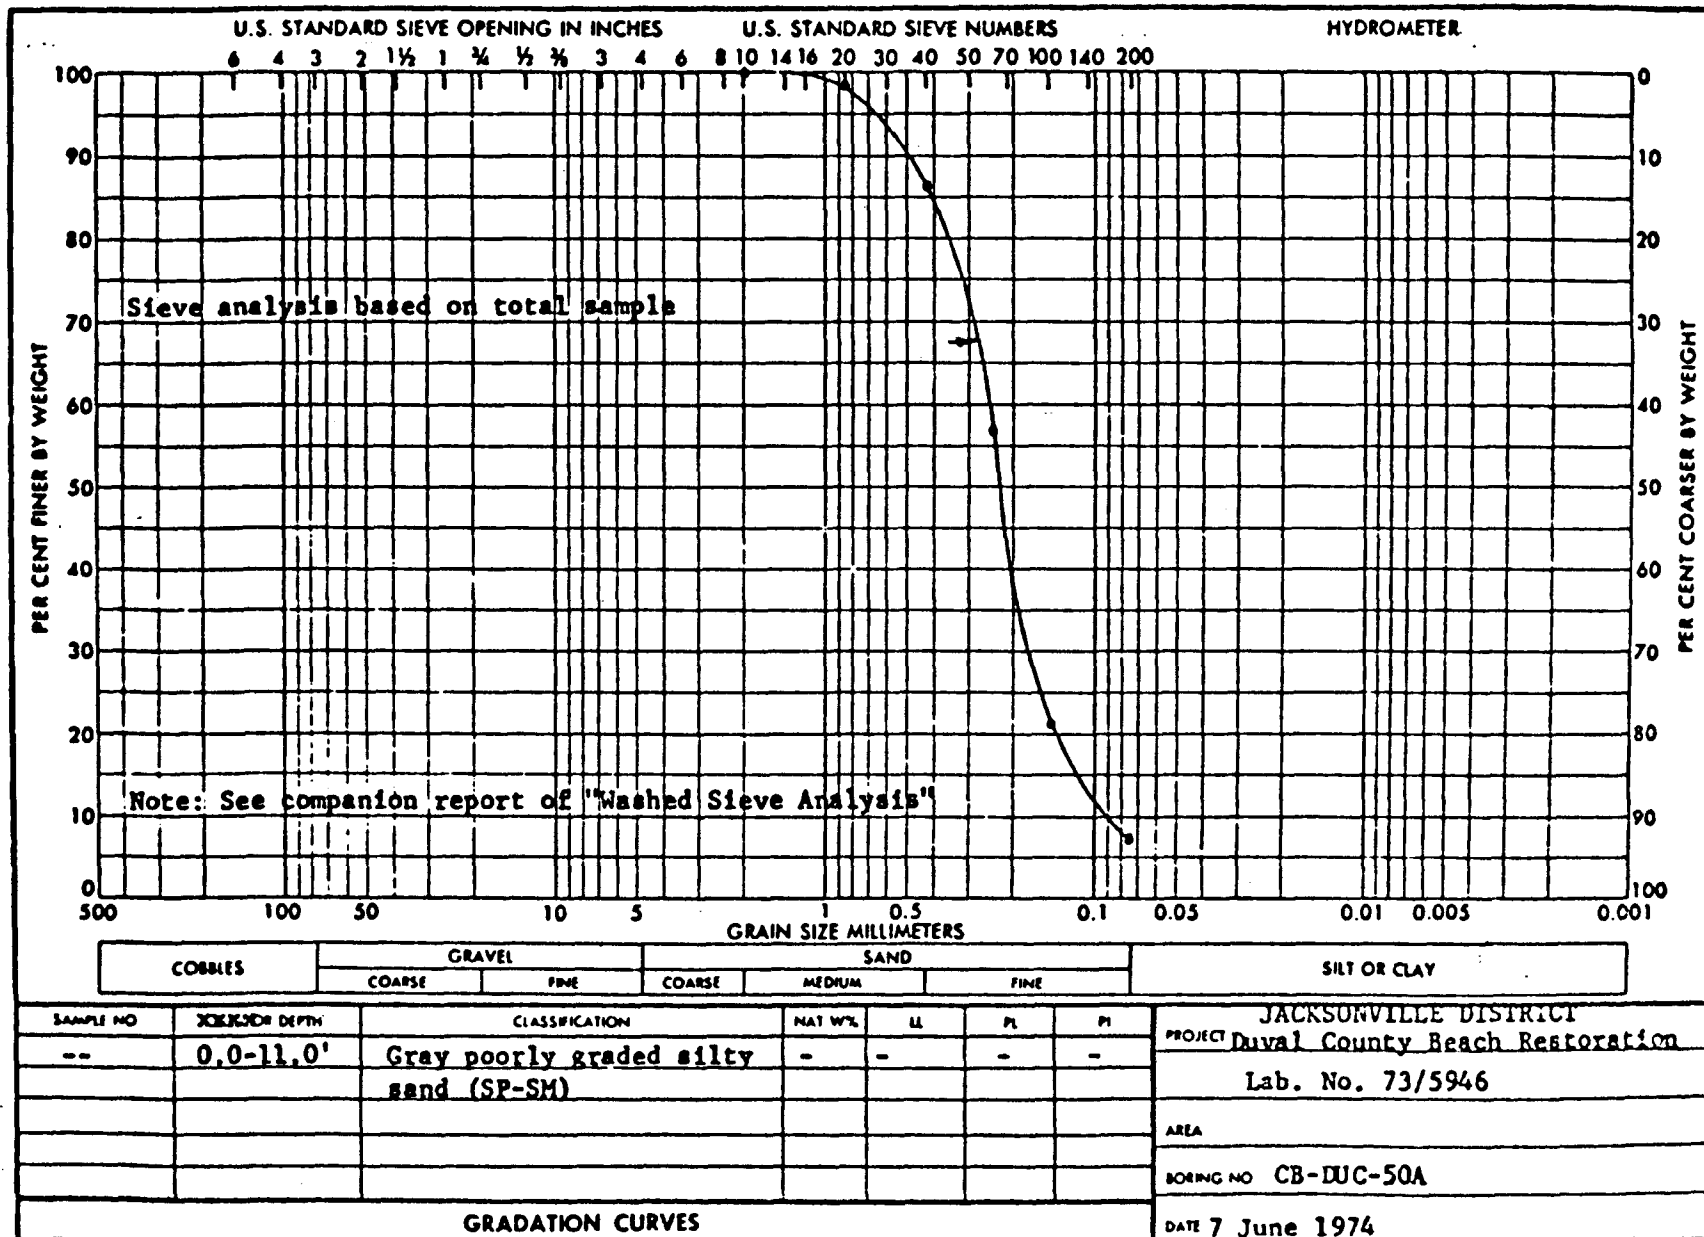 U.S. STANDARD SIEVE OPENING IN INCHES U.S. STANDARD SIEVE NUMBERS HYDROMETER
6 4 3 2 1½ 1 ¾ ½ ⅜ 3 4 6 8 10 14 16 20 30 40 50 70 100 140 200
100 0
90 10
80 20
Sieve analysis based on total sample
70 30
60 40
50 50
40 60
30 70
20 80
Note: See companion report of "Washed Sieve Analysis"
10 90
0 100
PER CENT FINER BY WEIGHT
PER CENT COARSER BY WEIGHT
500 100 50 10 5 1 0.5 0.1 0.05 0.01 0.005 0.001
GRAIN SIZE MILLIMETERS
COBBLES GRAVEL SAND SILT OR CLAY
COARSE FINE COARSE MEDIUM FINE
SAMPLE NO DEPTH CLASSIFICATION NAT W% LL PL PI
-- 0.0-11.0' Gray poorly graded silty - - - -
sand (SP-SM)
JACKSONVILLE DISTRICT
PROJECT Duval County Beach Restoration
Lab. No. 73/5946
AREA
BORING NO CB-DUC-50A
GRADATION CURVES
DATE 7 June 1974